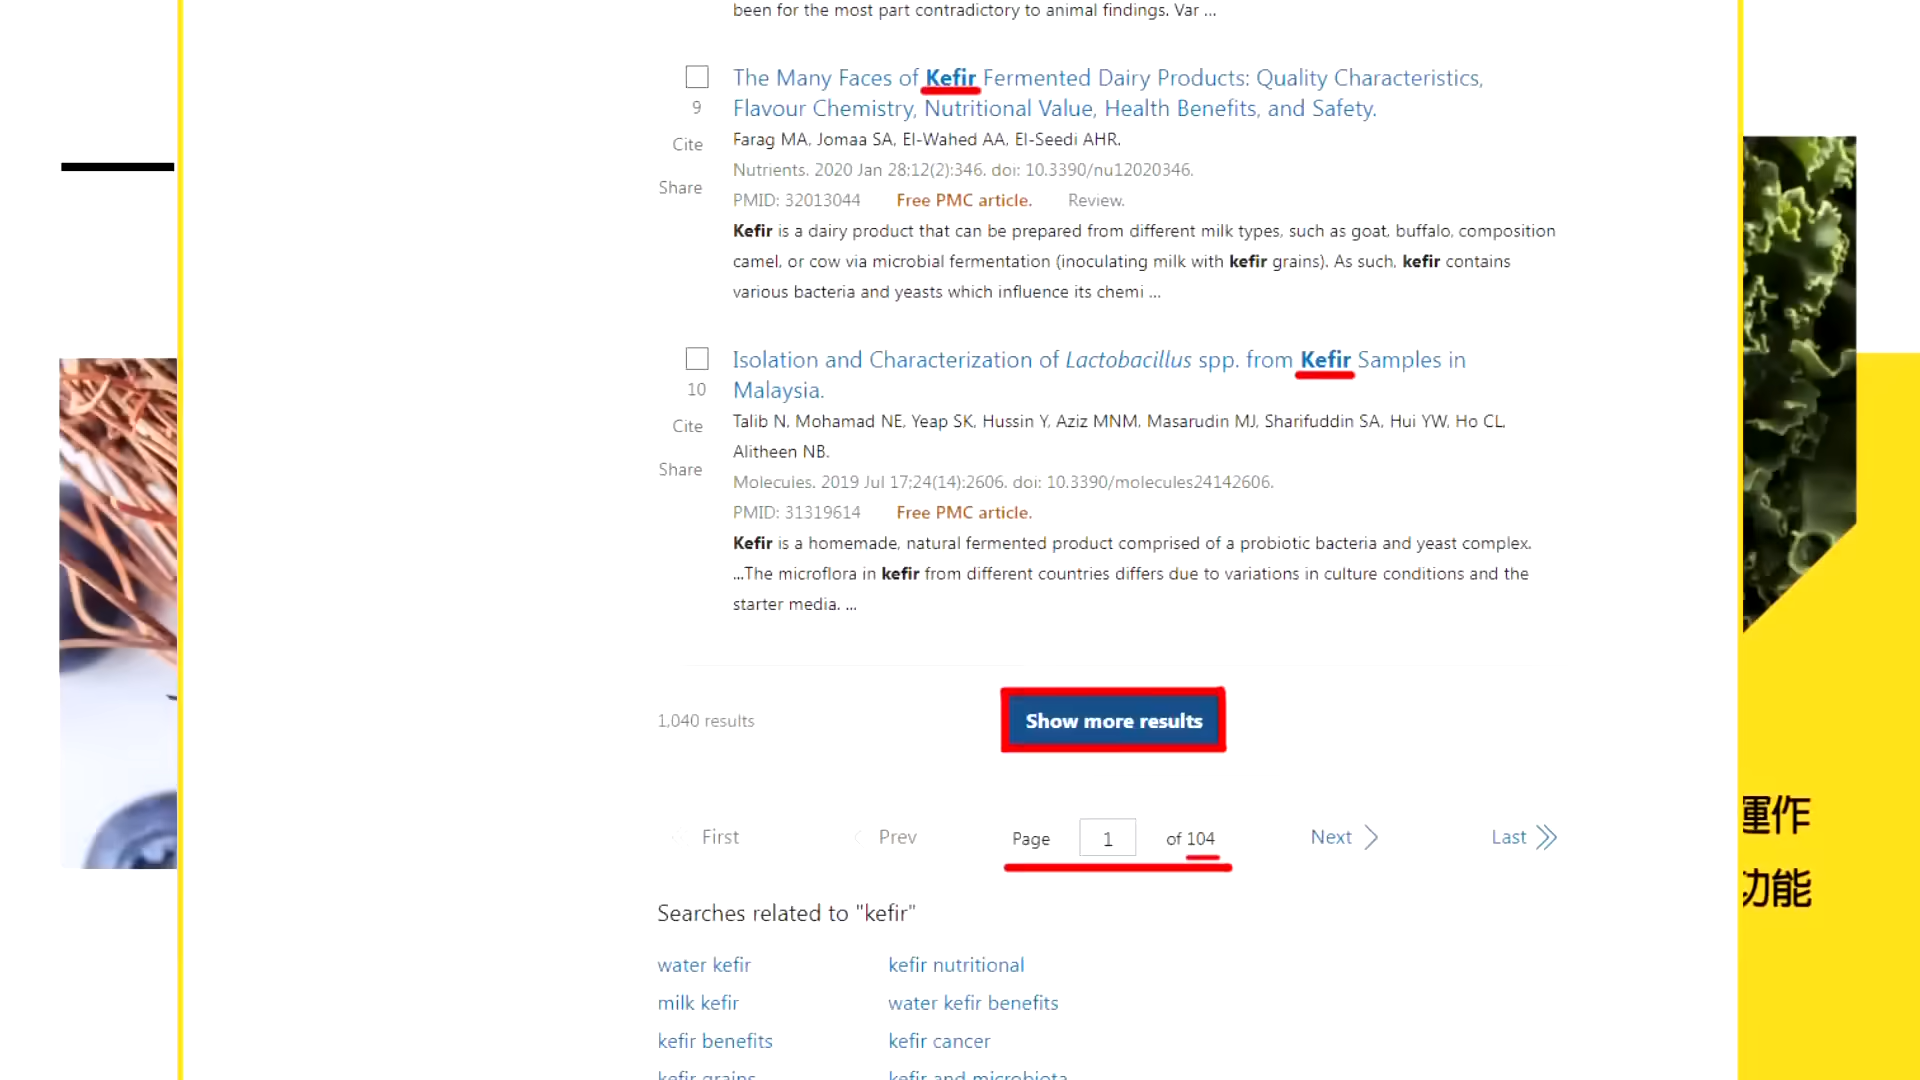 been for the most part contradictory to animal findings. Var ...
The Many Faces of Kefir Fermented Dairy Products: Quality Characteristics,
9
Flavour Chemistry, Nutritional Value, Health Benefits, and Safety.
Cite
Farag MA, Jomaa SA, El-Wahed AA, El-Seedi AHR.
Nutrients. 2020 Jan 28;12(2):346. doi: 10.3390/nu12020346.
Share
PMID: 32013044 Free PMC article. Review.
Kefir is a dairy product that can be prepared from different milk types, such as goat, buffalo, composition
camel, or cow via microbial fermentation (inoculating milk with kefir grains). As such, kefir contains
various bacteria and yeasts which influence its chemi ...
Isolation and Characterization of Lactobacillus spp. from Kefir Samples in
10
Malaysia.
Cite
Talib N, Mohamad NE, Yeap SK, Hussin Y, Aziz MNM, Masarudin MJ, Sharifuddin SA, Hui YW, Ho CL,
Alitheen NB.
Share
Molecules. 2019 Jul 17;24(14):2606. doi: 10.3390/molecules24142606.
PMID: 31319614 Free PMC article.
Kefir is a homemade, natural fermented product comprised of a probiotic bacteria and yeast complex.
...The microflora in kefir from different countries differs due to variations in culture conditions and the
starter media. ...
1,040 results
Show more results
First
Prev
Page 1 of 104
Next
Last
運作
功能
Searches related to "kefir"
water kefir
kefir nutritional
milk kefir
water kefir benefits
kefir benefits
kefir cancer
kefir grains
kefir and microbiota